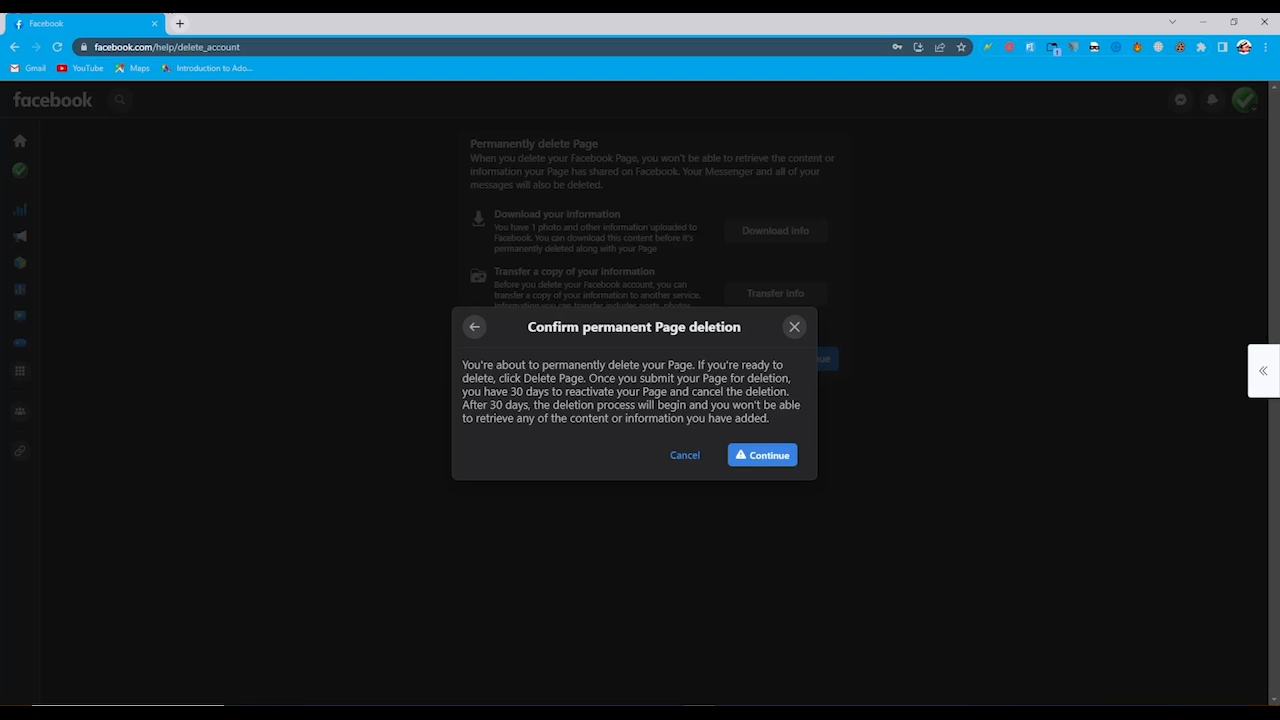 Facebook
facebook.com/help/delete_account
Gmail YouTube Maps Introduction to Ado...
facebook
Permanently delete Page
When you delete your Facebook Page, you won't be able to retrieve the content or
information your Page has shared on Facebook. Your Messenger and all of your
messages will also be deleted.
Download your information
You have 1 photo and other information uploaded to
Facebook. You can download this content before it's
permanently deleted along with your Page
Download info
Transfer a copy of your information
Before you delete your Facebook account, you can
transfer a copy of your information to another service.
Information you can transfer includes posts, photos
Transfer info
Confirm permanent Page deletion
You're about to permanently delete your Page. If you're ready to
delete, click Delete Page. Once you submit your Page for deletion,
you have 30 days to reactivate your Page and cancel the deletion.
After 30 days, the deletion process will begin and you won't be able
to retrieve any of the content or information you have added.
Cancel Continue